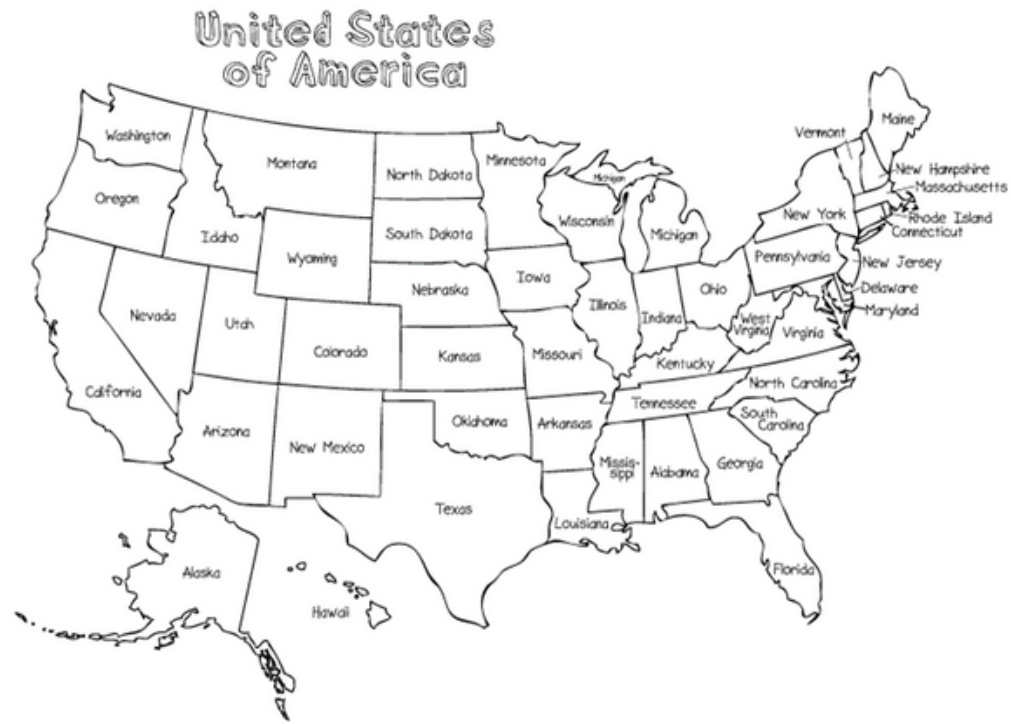 United States
of America
Washington
Oregon
California
Nevada
Idaho
Montana
Wyoming
Utah
Colorado
Arizona
New Mexico
North Dakota
South Dakota
Nebraska
Kansas
Oklahoma
Texas
Minnesota
Iowa
Missouri
Arkansas
Louisiana
Wisconsin
Illinois
Michigan
Michigan
Indiana
Ohio
Kentucky
Tennessee
Missis-
sippi
Alabama
Georgia
Florida
South
Carolina
North Carolina
Virginia
West
Virginia
Pennsylvania
New York
Vermont
Maine
New Hampshire
Massachusetts
Rhode Island
Connecticut
New Jersey
Delaware
Maryland
Alaska
Hawaii